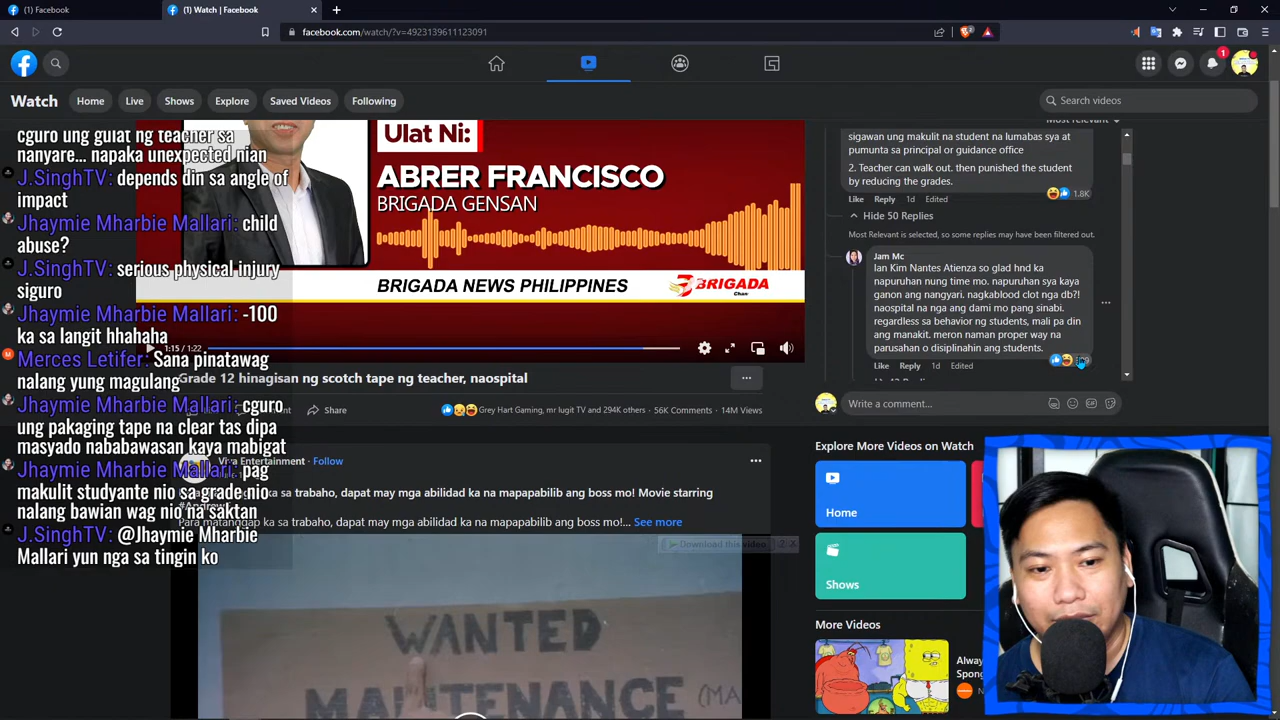 (1) Facebook
(1) Watch | Facebook
facebook.com/watch/?v=4923139611123091
1
Watch
Home
Live
Shows
Explore
Saved Videos
Following
Search videos
cguro ung gulat ng teacher sa
nanyare... napaka unexpected nian
J.SinghTV: depends din sa angle of
impact
Jhaymie Mharbie Mallari: child
abuse?
J.SinghTV: serious physical injury
siguro
Jhaymie Mharbie Mallari: -100
ka sa langit hhahaha
Merces Letifer: Sana pinatawag
nalang yung magulang
Jhaymie Mharbie Mallari: cguro
ung pakaging tape na clear tas dipa
masyado nababawasan kaya mabigat
Jhaymie Mharbie Mallari: pag
makulit studyante nio sa grade nio
nalang bawian wag nio na saktan
J.SinghTV: @Jhaymie Mharbie
Mallari yun nga sa tingin ko
Ulat Ni:
ABRER FRANCISCO
BRIGADA GENSAN
BRIGADA NEWS PHILIPPINES
BRIGADA
1:15 / 1:22
Grade 12 hinagisan ng scotch tape ng teacher, naospital
Share
Grey Hart Gaming, mr lugit TV and 294K others
56K Comments
14M Views
Viva Entertainment
Follow
ka sa trabaho, dapat may mga abilidad ka na mapapabilib ang boss mo! Movie starring
Para matanggap ka sa trabaho, dapat may mga abilidad ka na mapapabilib ang boss mo!...
See more
Download this video
WANTED
MAINTENANCE
Most relevant
sigawan ung makulit na student na lumabas sya at
pumunta sa principal or guidance office
2. Teacher can walk out, then punished the student
by reducing the grades.
1.8K
Like
Reply
1d
Edited
Hide 50 Replies
Most Relevant is selected, so some replies may have been filtered out.
Jam Mc
Ian Kim Nantes Atienza so glad hnd ka
napuruhan nung time mo. napuruhan sya kaya
ganon ang nangyari. nagkablood clot nga db?!
naospital na nga ang dami mo pang sinabi.
regardless sa behavior ng students, mali pa din
ang manakit. meron naman proper way na
parusahan o disiplinahin ang students.
Like
Reply
1d
Edited
Write a comment...
Explore More Videos on Watch
Home
Shows
More Videos